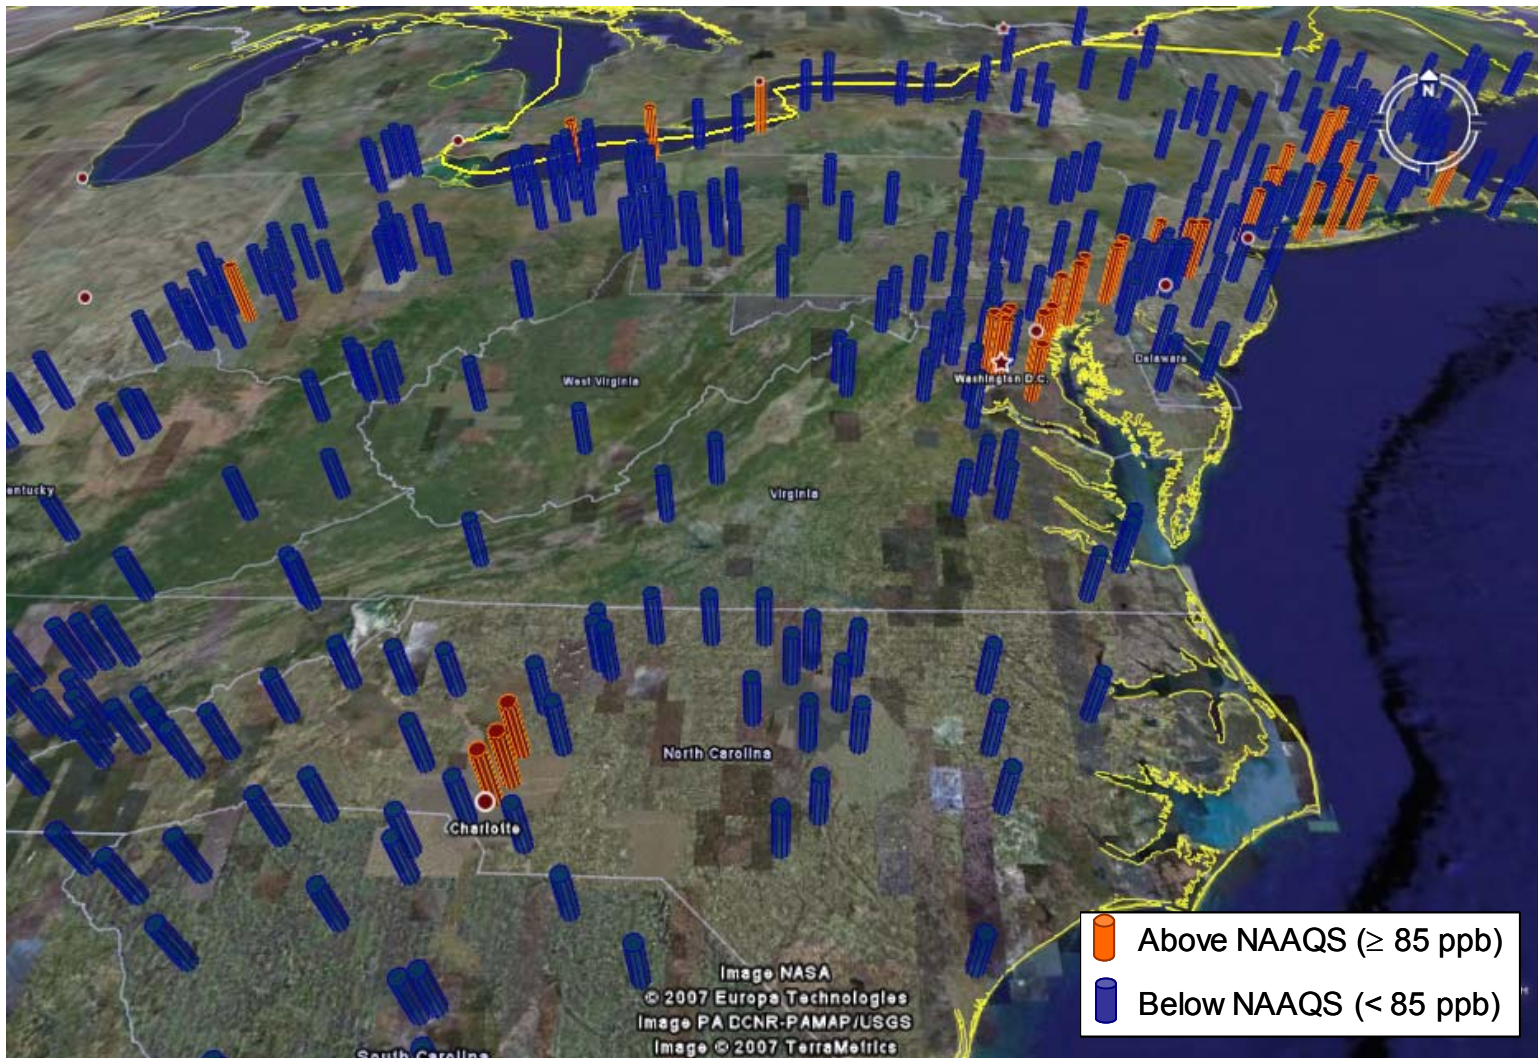 N
Delaware
West Virginia
Washington D.C.
entucky
Virginia
North Carolina
Charlotte
Image NASA
© 2007 Europa Technologies
Image PA DCNR-PAMAP/USGS
Image © 2007 TerraMetrics
South Carolina
Above NAAQS (≥ 85 ppb)
Below NAAQS (< 85 ppb)